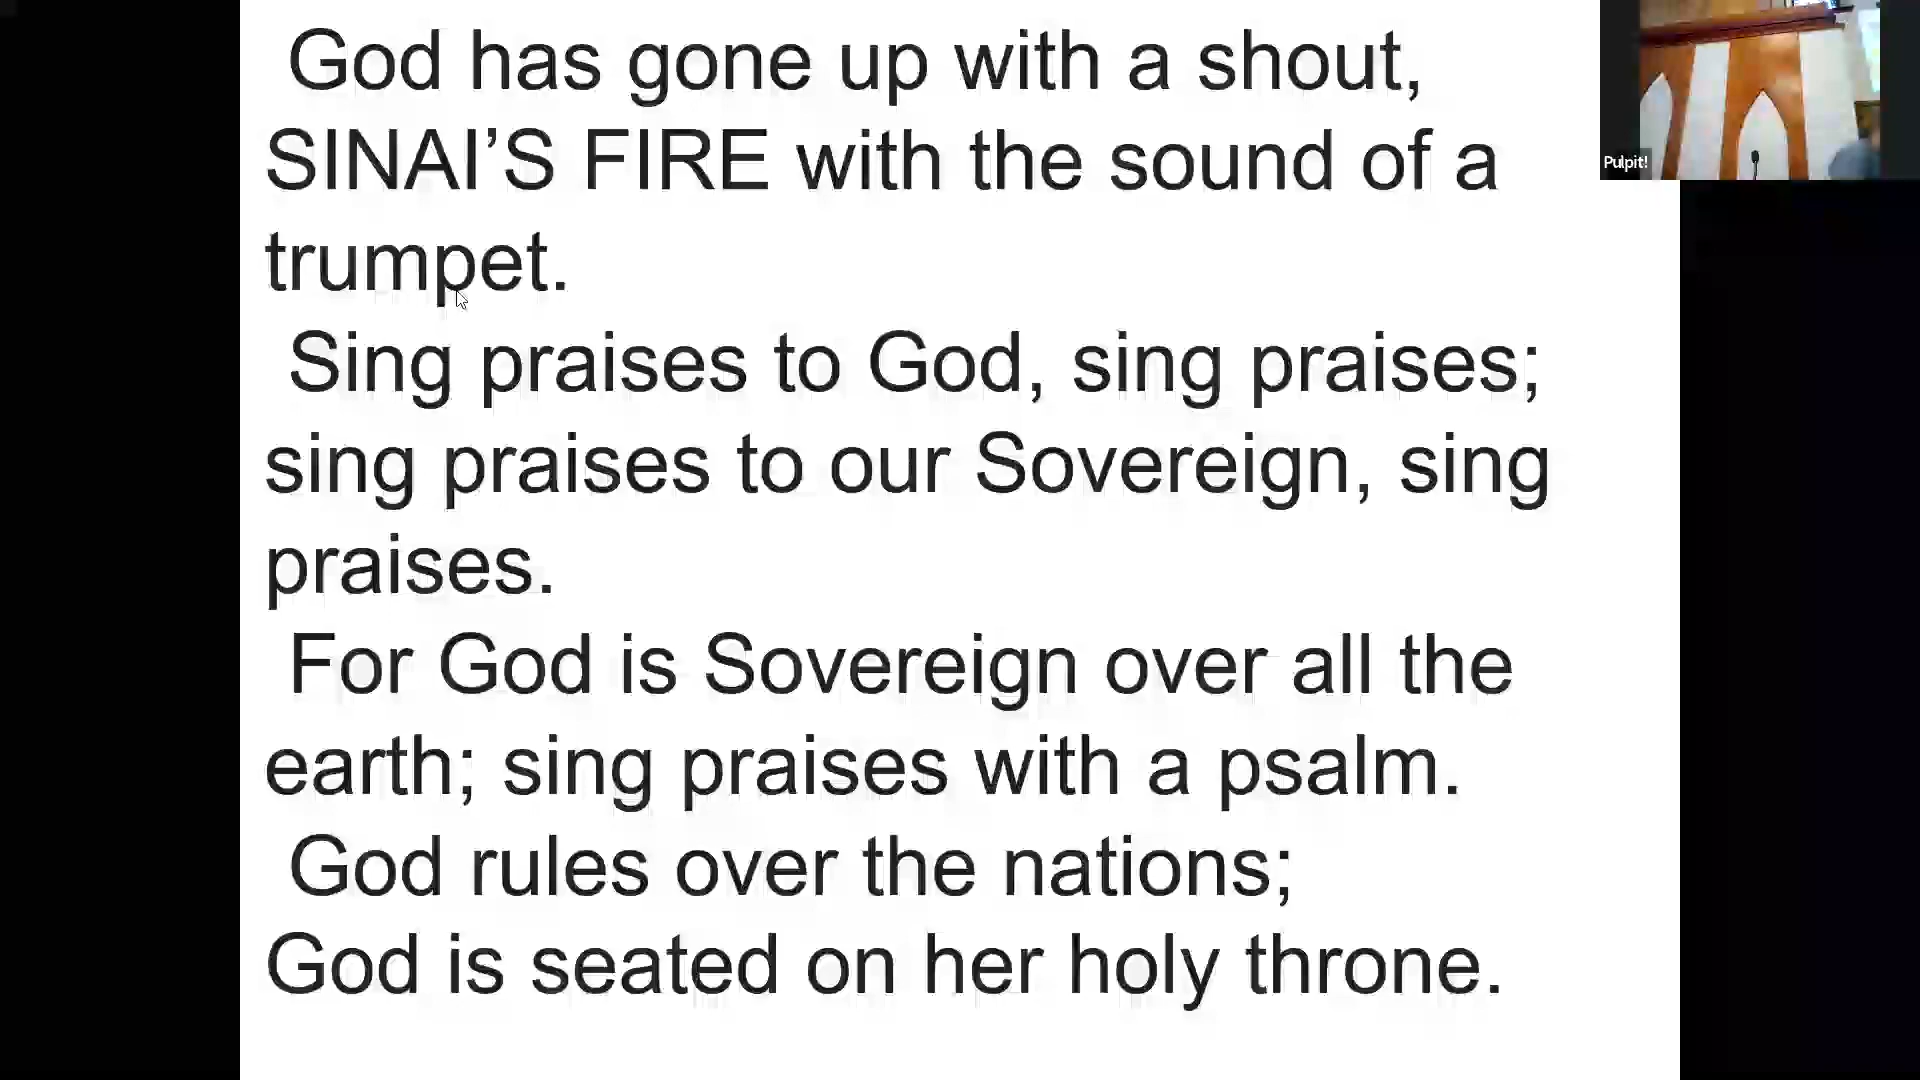 God has gone up with a shout,
SINAI’S FIRE with the sound of a
trumpet.
Sing praises to God, sing praises;
sing praises to our Sovereign, sing
praises.
For God is Sovereign over all the
earth; sing praises with a psalm.
God rules over the nations;
God is seated on her holy throne.
Pulpit!